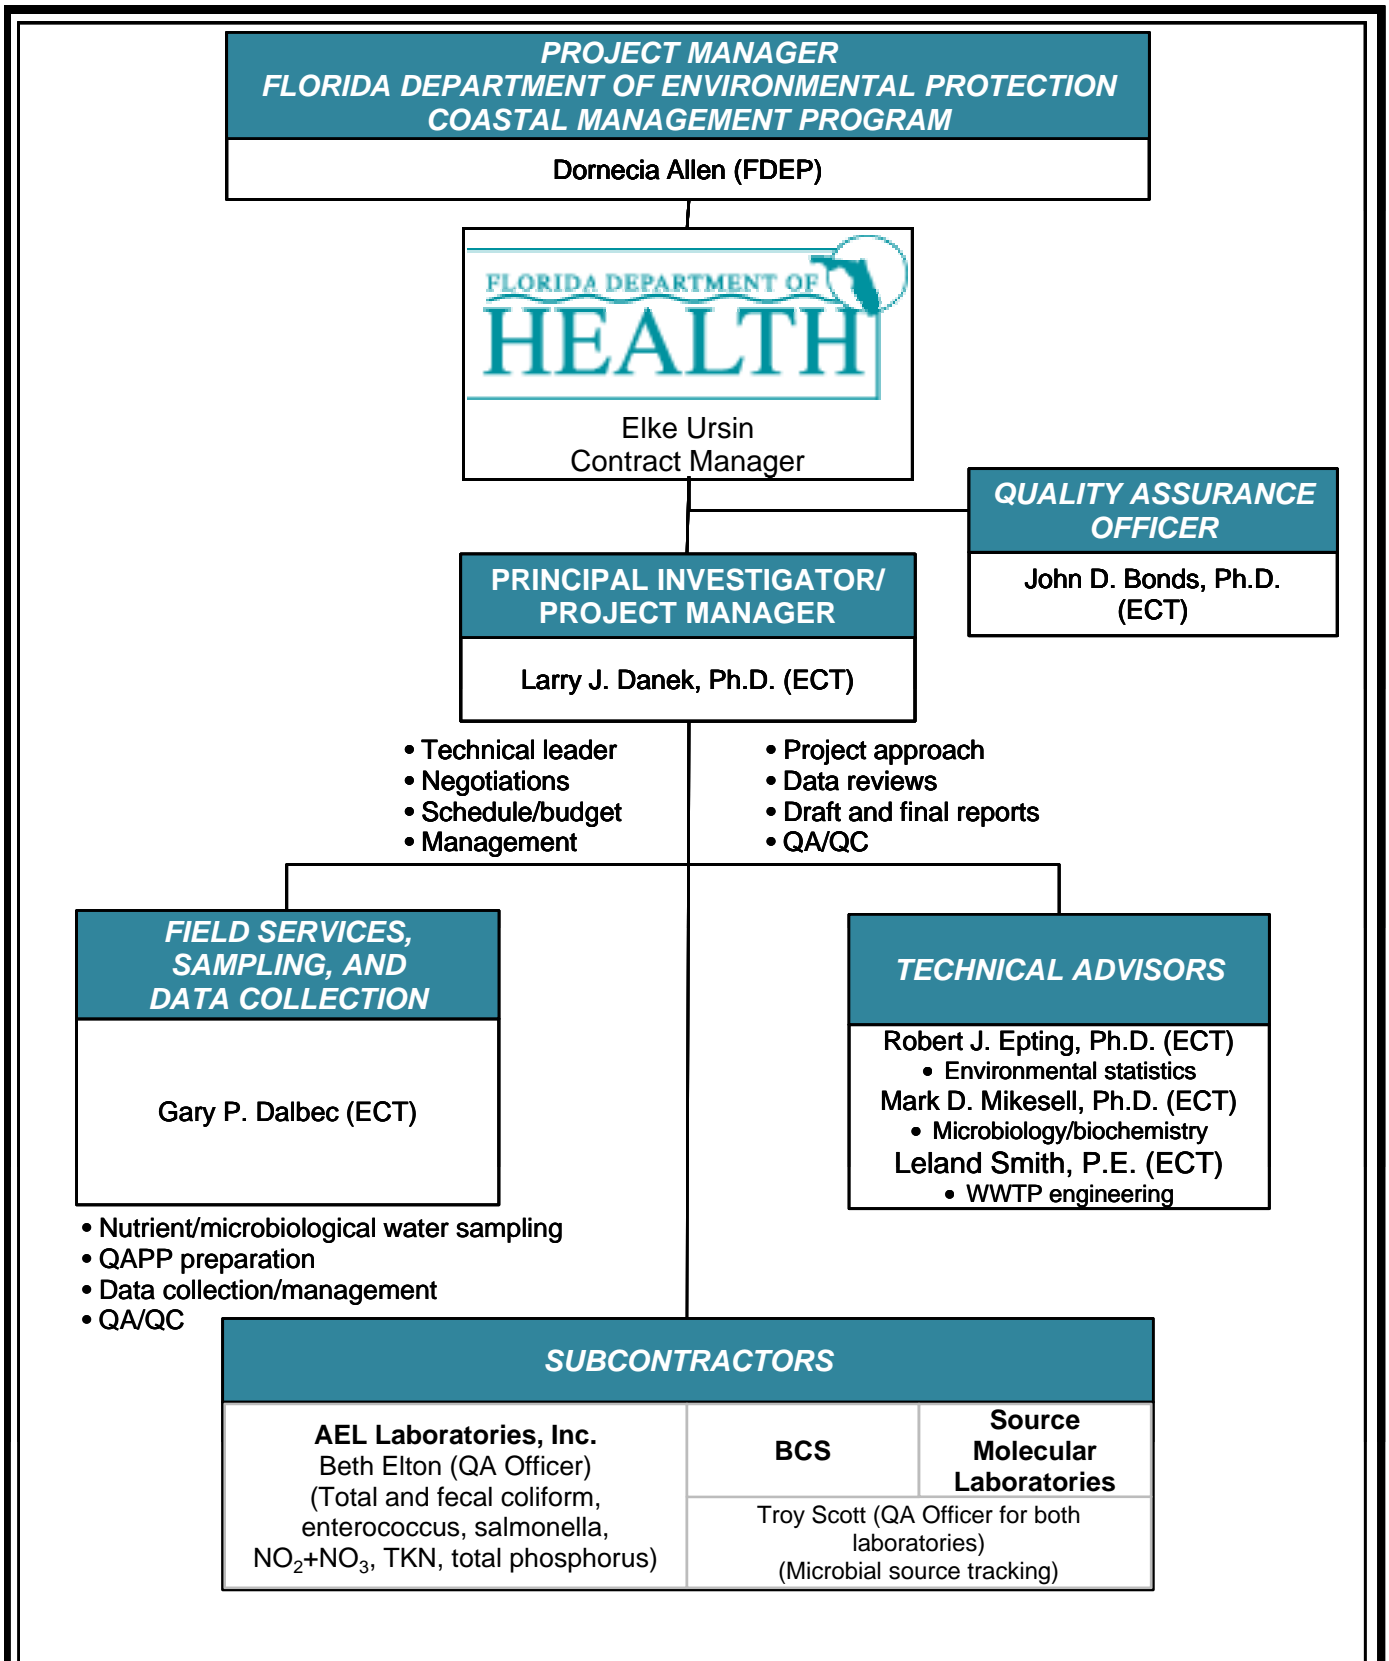 PROJECT MANAGER
FLORIDA DEPARTMENT OF ENVIRONMENTAL PROTECTION
COASTAL MANAGEMENT PROGRAM
Dornecia Allen (FDEP)
FLORIDA DEPARTMENT OF
HEALTH
Elke Ursin
Contract Manager
QUALITY ASSURANCE
OFFICER
John D. Bonds, Ph.D.
(ECT)
PRINCIPAL INVESTIGATOR/
PROJECT MANAGER
Larry J. Danek, Ph.D. (ECT)
• Technical leader
• Negotiations
• Schedule/budget
• Management
• Project approach
• Data reviews
• Draft and final reports
• QA/QC
FIELD SERVICES,
SAMPLING, AND
DATA COLLECTION
Gary P. Dalbec (ECT)
• Nutrient/microbiological water sampling
• QAPP preparation
• Data collection/management
• QA/QC
TECHNICAL ADVISORS
Robert J. Epting, Ph.D. (ECT)
• Environmental statistics
Mark D. Mikesell, Ph.D. (ECT)
• Microbiology/biochemistry
Leland Smith, P.E. (ECT)
• WWTP engineering
SUBCONTRACTORS
AEL Laboratories, Inc.
Beth Elton (QA Officer)
(Total and fecal coliform,
enterococcus, salmonella,
NO₂+NO₃, TKN, total phosphorus)
BCS
Source
Molecular
Laboratories
Troy Scott (QA Officer for both
laboratories)
(Microbial source tracking)